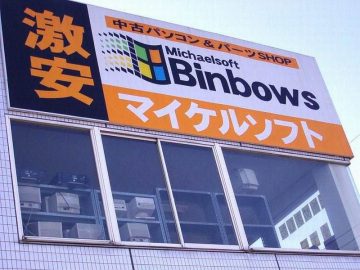 激安
中古パソコン&パーツSHOP
Michaelsoft
Binbows
マイケルソフト